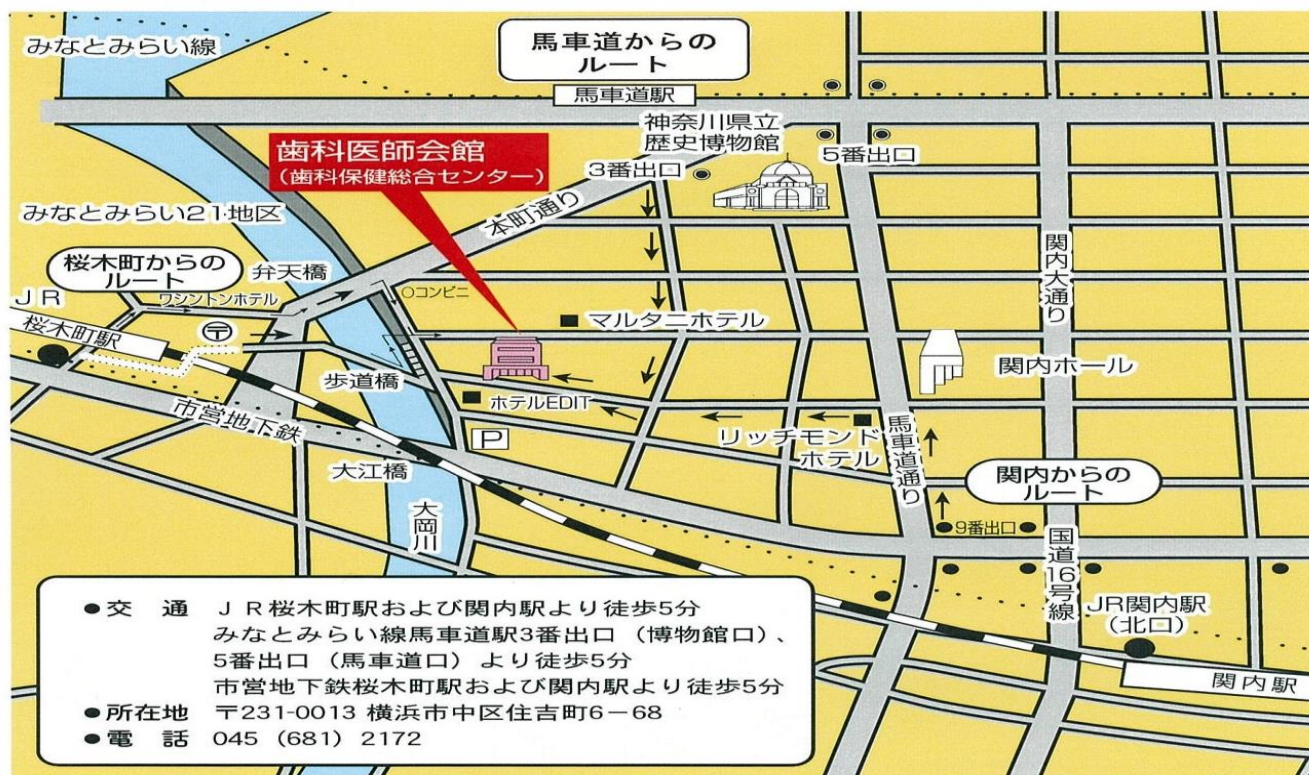 みなとみらい線
馬車道からの
ルート
馬車道駅
神奈川県立
歴史博物館
歯科医師会館
(歯科保健総合センター)
3番出口
5番出口
みなとみらい21地区
本町通り
関内大通り
桜木町からの
ルート
弁天橋
ワシントンホテル
○コンビニ
JR
桜木町駅
〒
マルタニホテル
関内ホール
歩道橋
ホテルEDIT
市営地下鉄
P
リッチモンド
ホテル
馬車道通り
大江橋
関内からの
ルート
大岡川
9番出口
国道16号線
JR関内駅
(北口)
関内駅
●交 通 JR桜木町駅および関内駅より徒歩5分
みなとみらい線馬車道駅3番出口 (博物館口)、
5番出口 (馬車道口) より徒歩5分
市営地下鉄桜木町駅および関内駅より徒歩5分
●所在地 〒231-0013 横浜市中区住吉町6－68
●電 話 045 (681) 2172